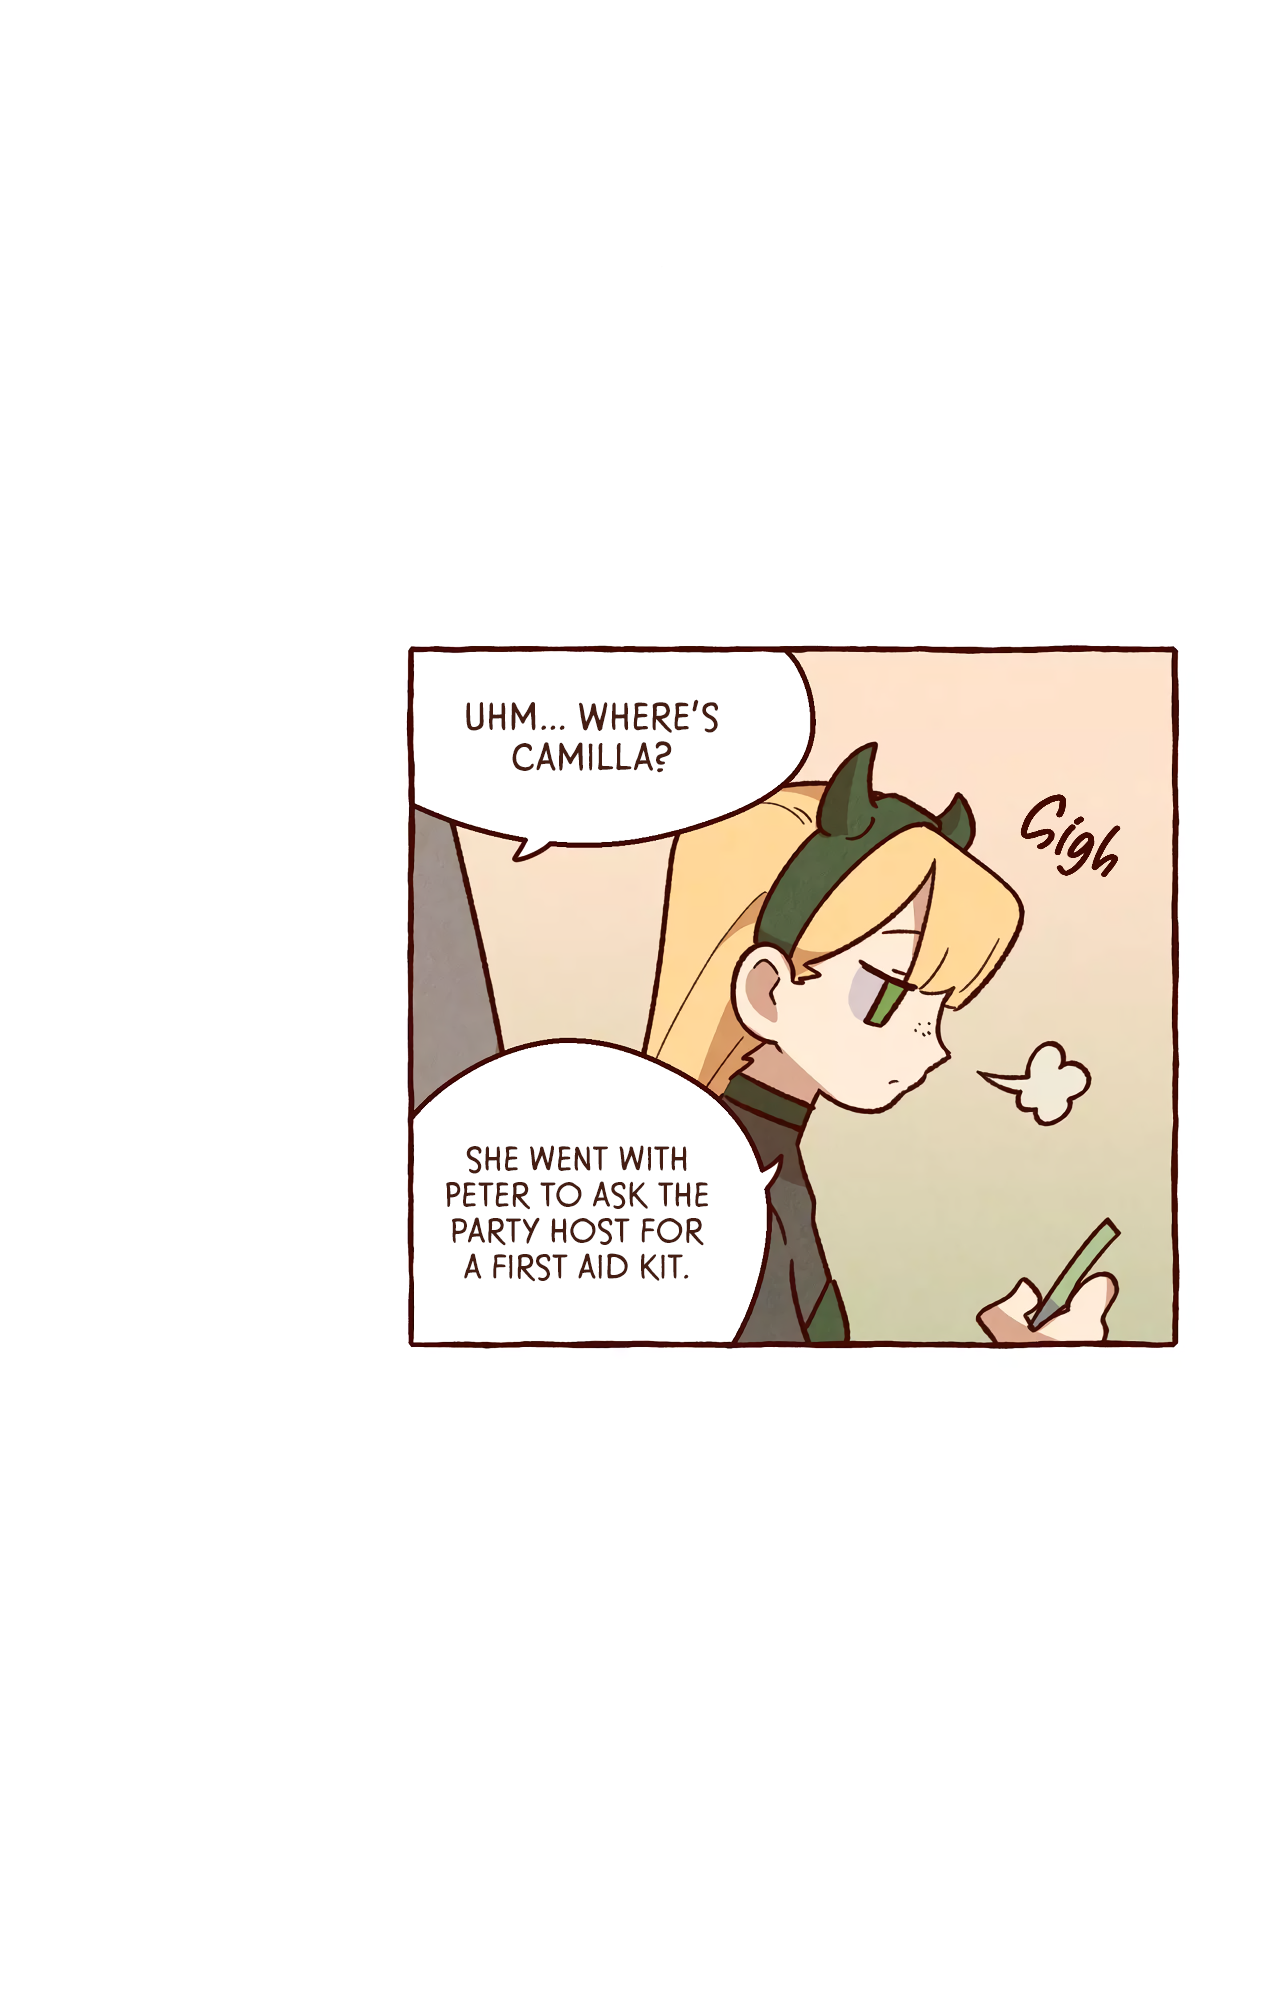 UHM... WHERE'S
CAMILLA?
Sigh
SHE WENT WITH
PETER TO ASK THE
PARTY HOST FOR
A FIRST AID KIT.